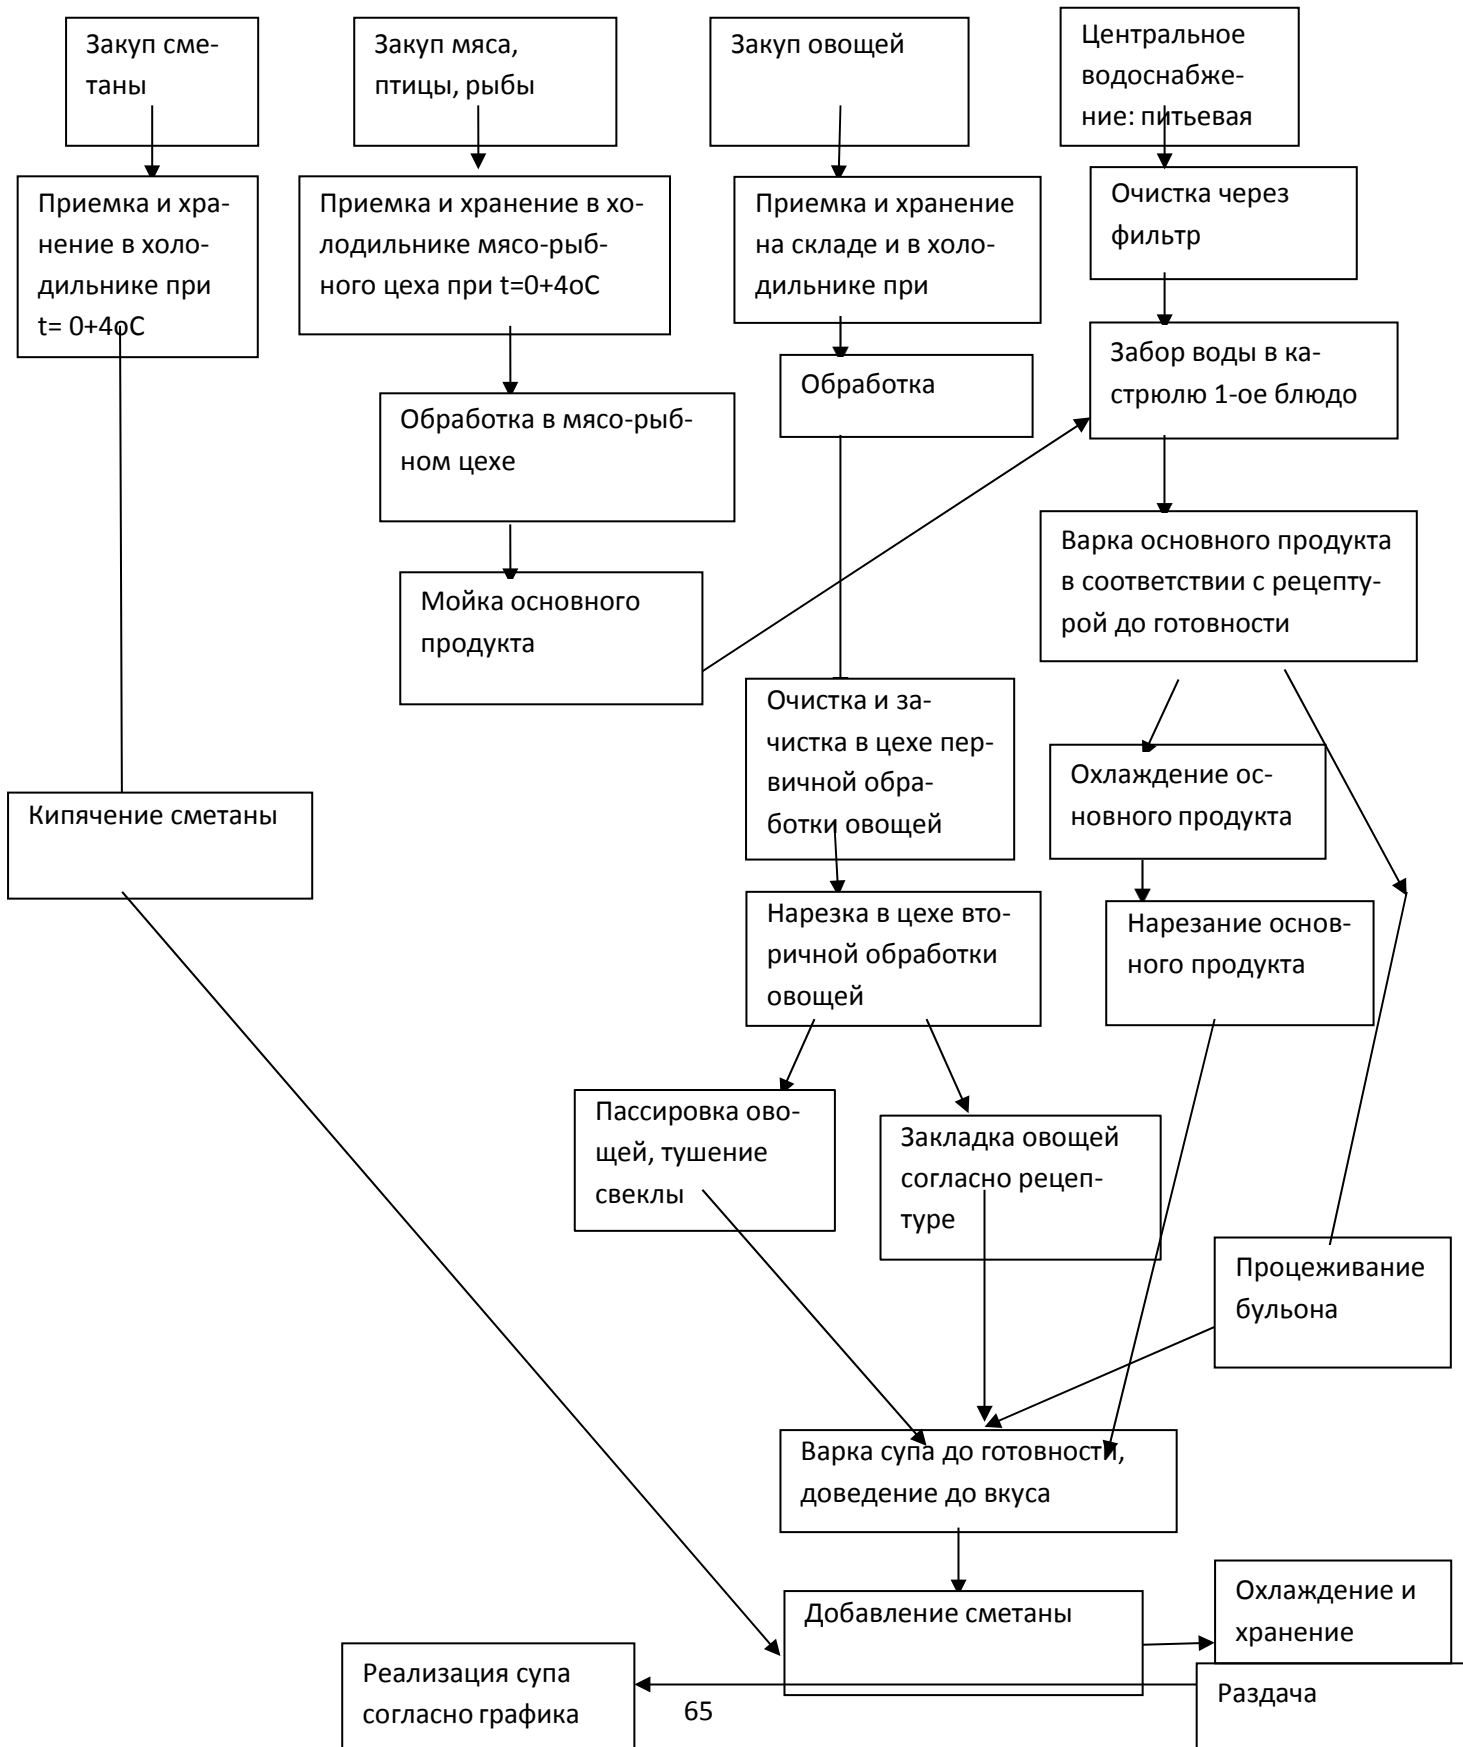 Закуп сме-
таны
Закуп мяса,
птицы, рыбы
Закуп овощей
Центральное
водоснабже-
ние: питьевая
Приемка и хра-
нение в холо-
дильнике при
t= 0+4оС
Приемка и хранение в хо-
лодильнике мясо-рыб-
ного цеха при t=0+4оС
Приемка и хранение
на складе и в холо-
дильнике при
Очистка через
фильтр
Обработка в мясо-рыб-
ном цехе
Обработка
Забор воды в ка-
стрюлю 1-ое блюдо
Мойка основного
продукта
Варка основного продукта
в соответствии с рецепту-
рой до готовности
Очистка и за-
чистка в цехе пер-
вичной обра-
ботки овощей
Охлаждение ос-
новного продукта
Кипячение сметаны
Нарезка в цехе вто-
ричной обработки
овощей
Нарезание основ-
ного продукта
Пассировка ово-
щей, тушение
свеклы
Закладка овощей
согласно рецеп-
туре
Процеживание
бульона
Варка супа до готовности,
доведение до вкуса
Добавление сметаны
Охлаждение и
хранение
Реализация супа
согласно графика
Раздача
65